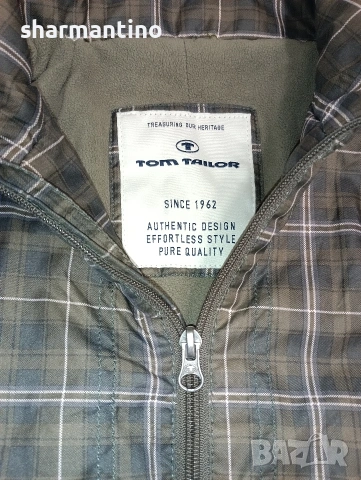 sharmantino
TREASURING OUR HERITAGE
T
TOM TAILOR
SINCE 1962
AUTHENTIC DESIGN
EFFORTLESS STYLE
PURE QUALITY
BAZAR